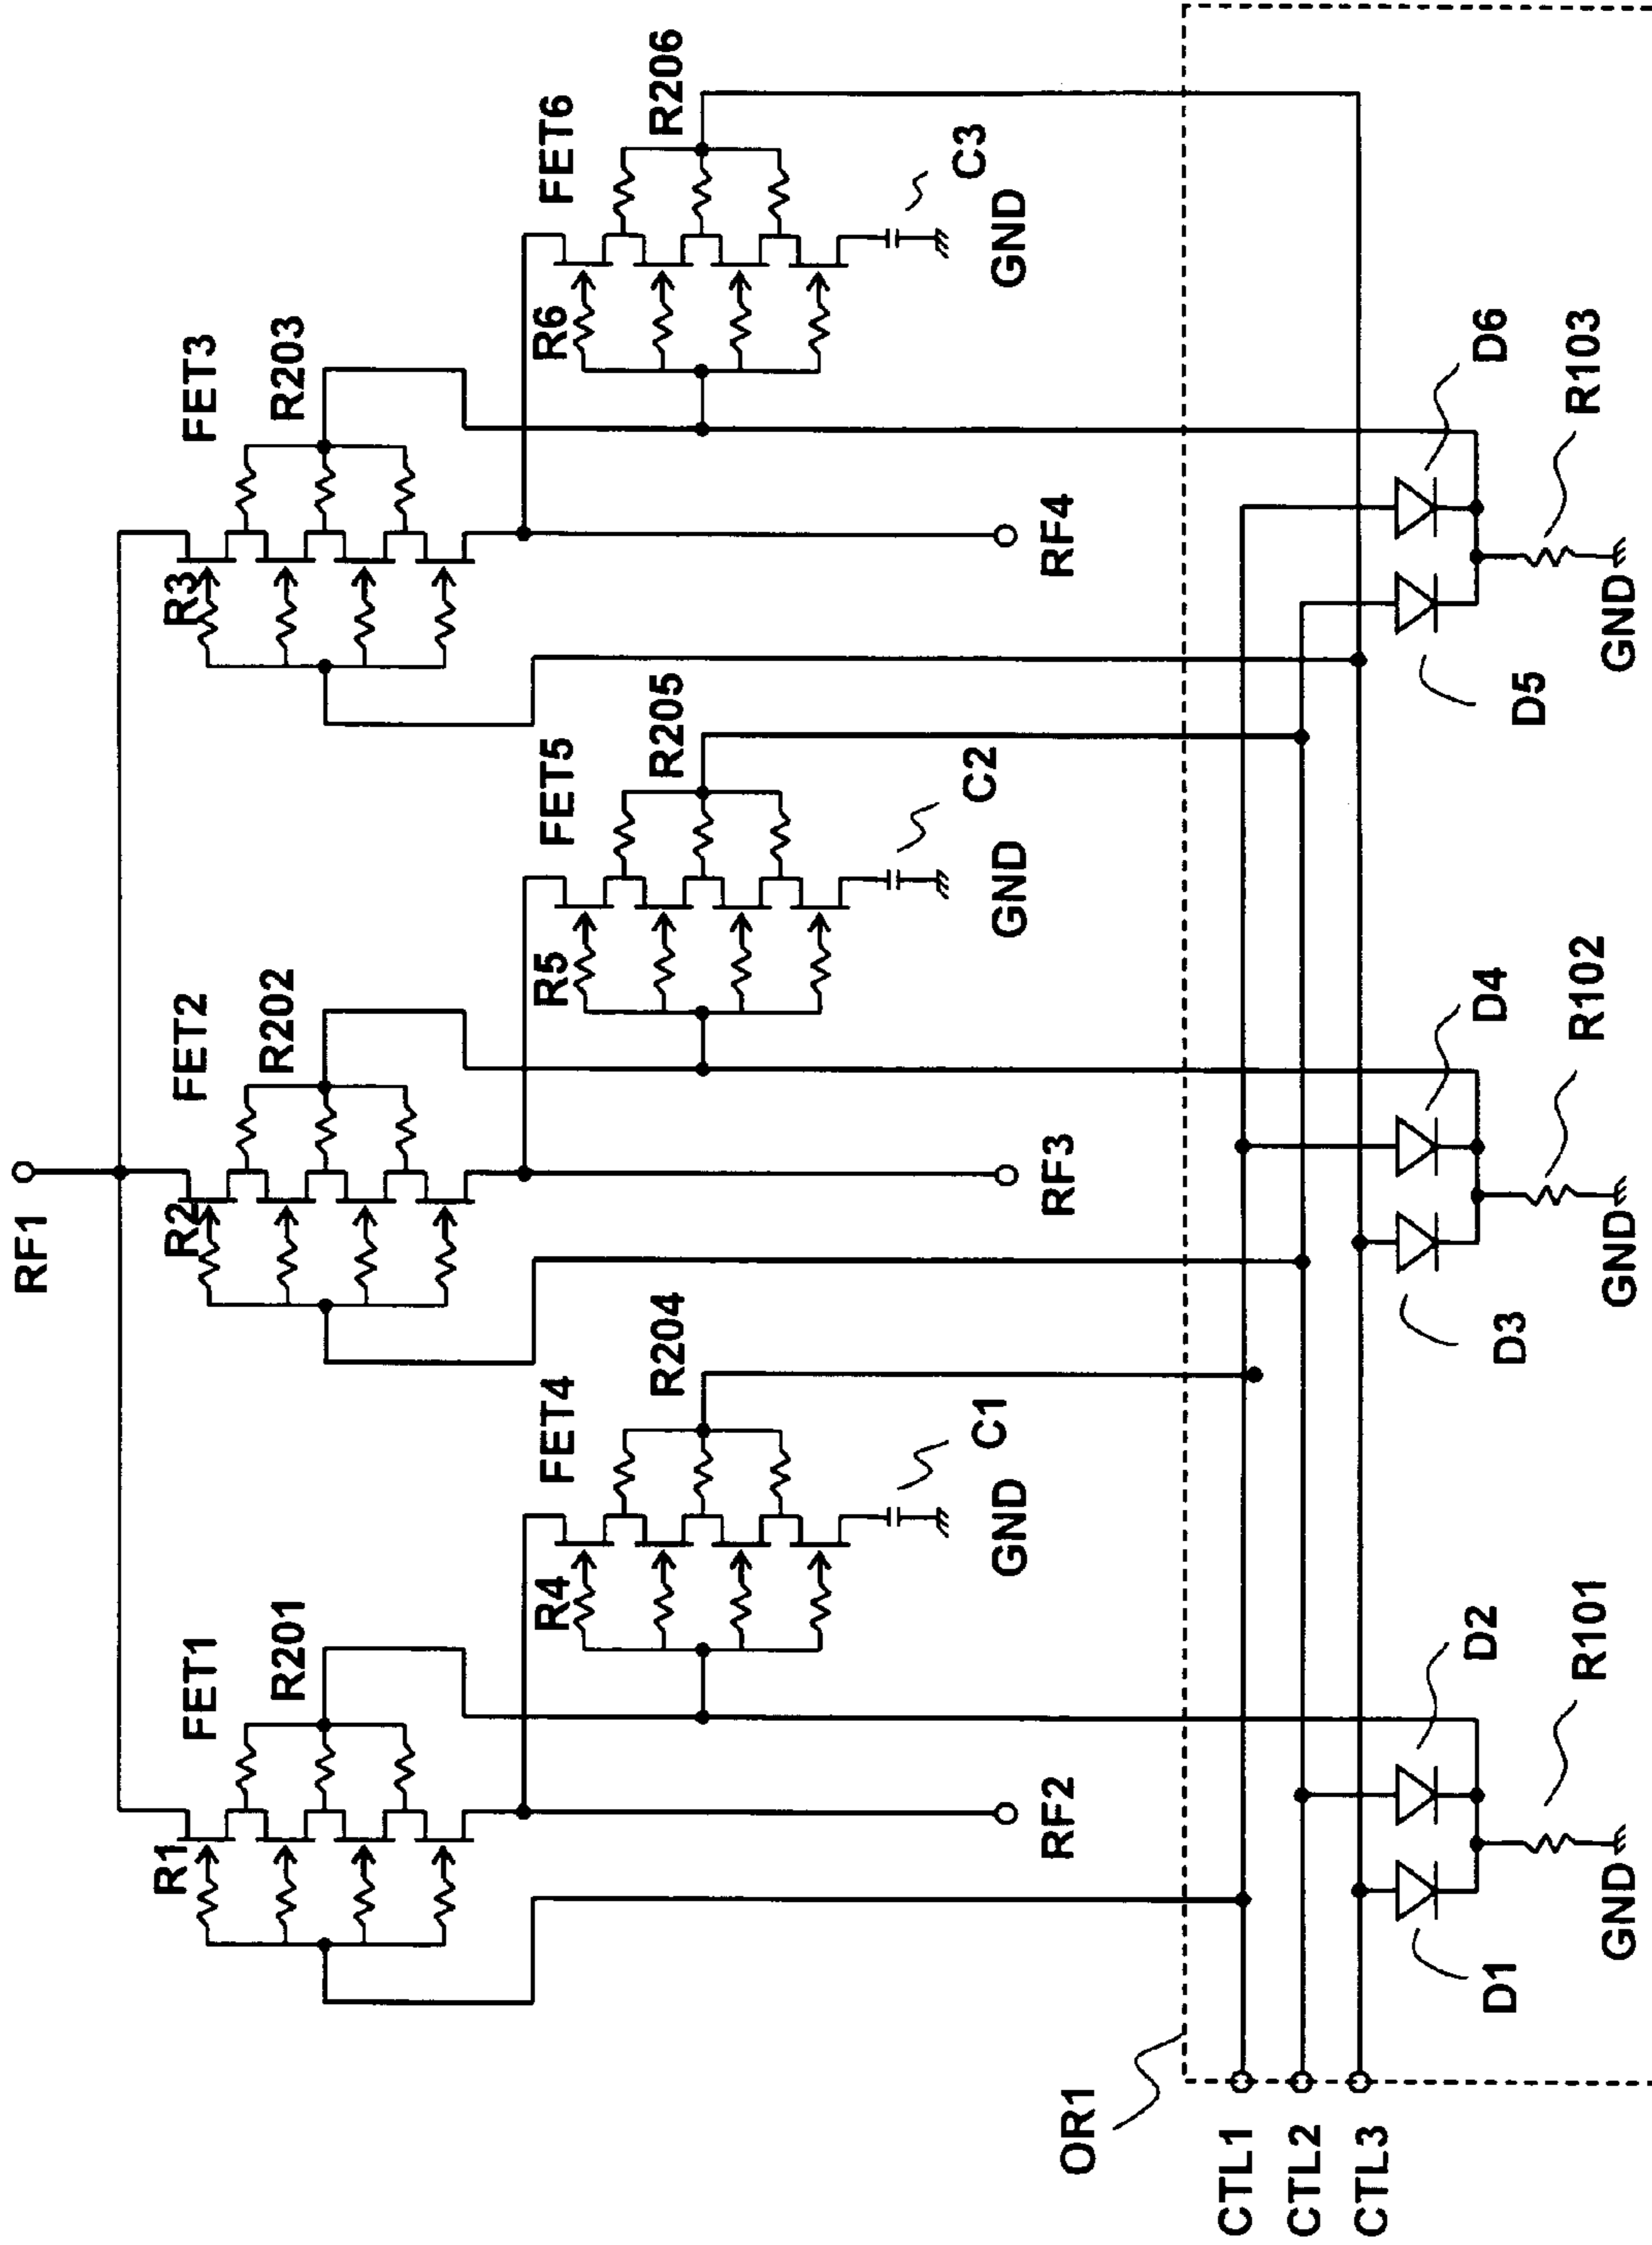 RF1
FET1
R201
R1
FET2
R202
R2
FET3
R203
R3
FET4
R204
R4
C1
GND
FET5
R205
R5
C2
GND
FET6
R206
R6
C3
GND
RF2
RF3
RF4
OR1
CTL1
CTL2
CTL3
D1
D2
R101
GND
D3
D4
R102
GND
D5
D6
R103
GND